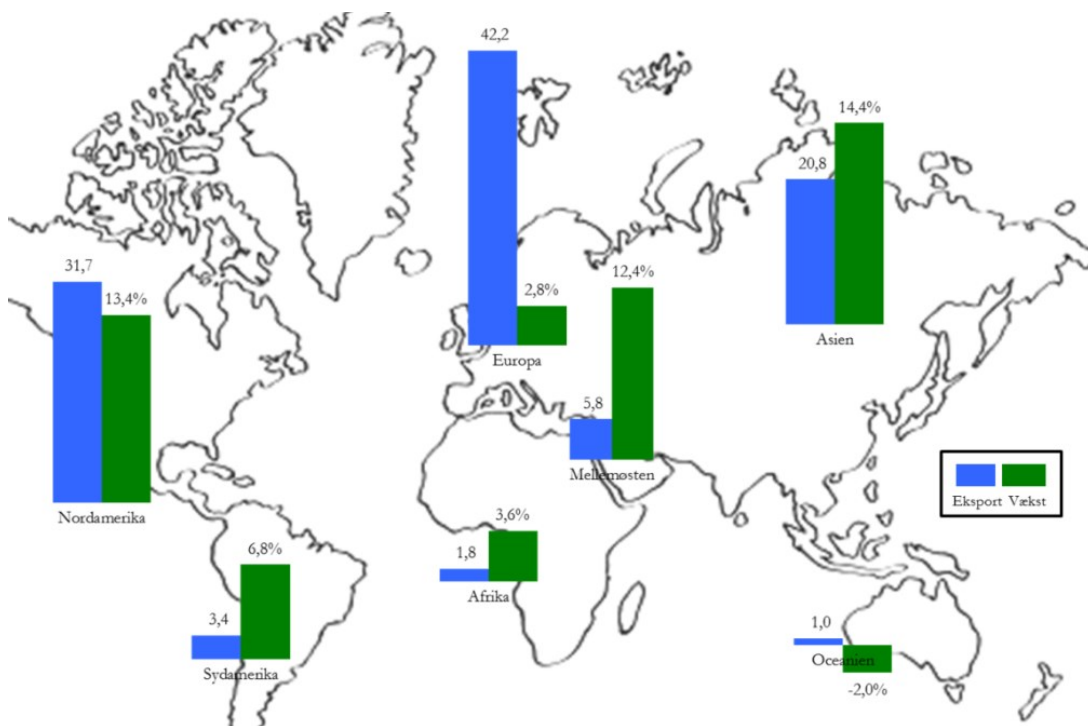 42,2
14,4%
20,8
31,7
13,4%
2,8%
12,4%
Europa
Asien
5,8
Mellemøsten
Nordamerika
Eksport Vækst
3,6%
1,8
6,8%
Afrika
3,4
1,0
Sydamerika
Oceanien
-2,0%